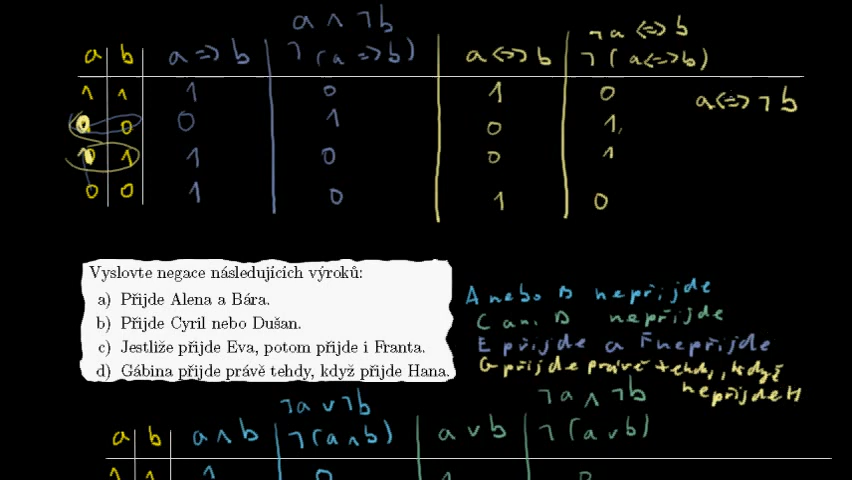 a ∧ ¬b
¬a <=> b
a b a => b ¬(a => b) a <=> b ¬(a <=> b)
1 1 1 0 1 0 a <=> ¬b
0 0 1 0 1
1 1 0 0 1
0 0 1 0 1 0
Vyslovte negace následujících výroků:
a) Přijde Alena a Bára.
b) Přijde Cyril nebo Dušan.
c) Jestliže přijde Eva, potom přijde i Franta.
d) Gábina přijde právě tehdy, když přijde Hana.
A nebo B nepřijde
C ani D nepřijde
E přijde a F nepřijde
G přijde právě tehdy, když
nepřijde H
¬a ∨ ¬b ¬a ∧ ¬b
a b a ∧ b ¬(a ∧ b) a ∨ b ¬(a ∨ b)
1 1 1 0 1 0